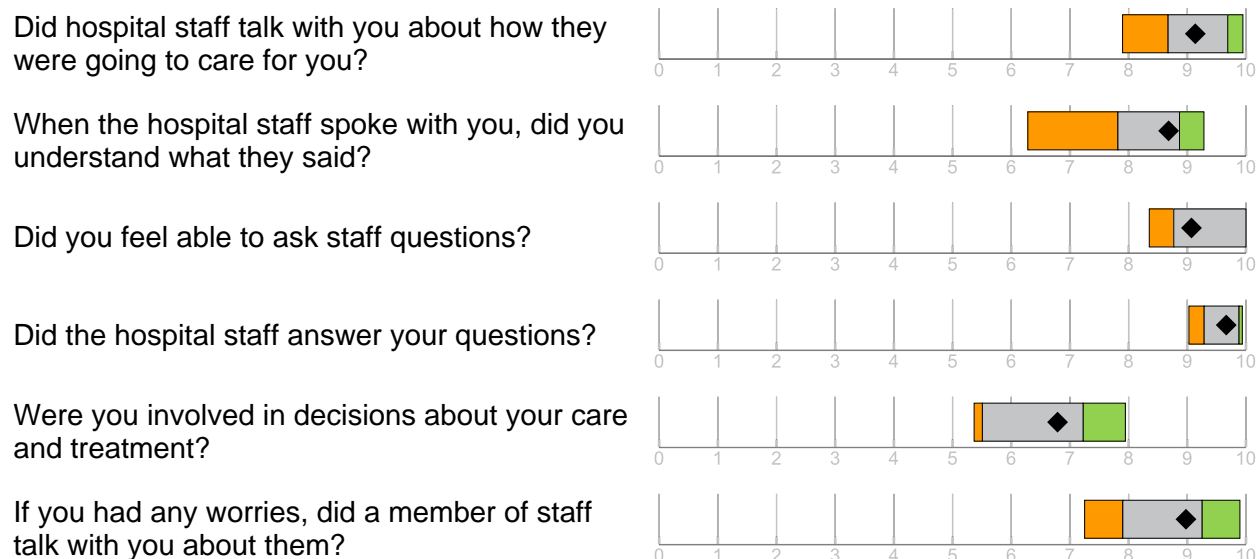 Did hospital staff talk with you about how they
were going to care for you?
0 1 2 3 4 5 6 7 8 9 10
When the hospital staff spoke with you, did you
understand what they said?
0 1 2 3 4 5 6 7 8 9 10
Did you feel able to ask staff questions?
0 1 2 3 4 5 6 7 8 9 10
Did the hospital staff answer your questions?
0 1 2 3 4 5 6 7 8 9 10
Were you involved in decisions about your care
and treatment?
0 1 2 3 4 5 6 7 8 9 10
If you had any worries, did a member of staff
talk with you about them?
0 1 2 3 4 5 6 7 8 9 10